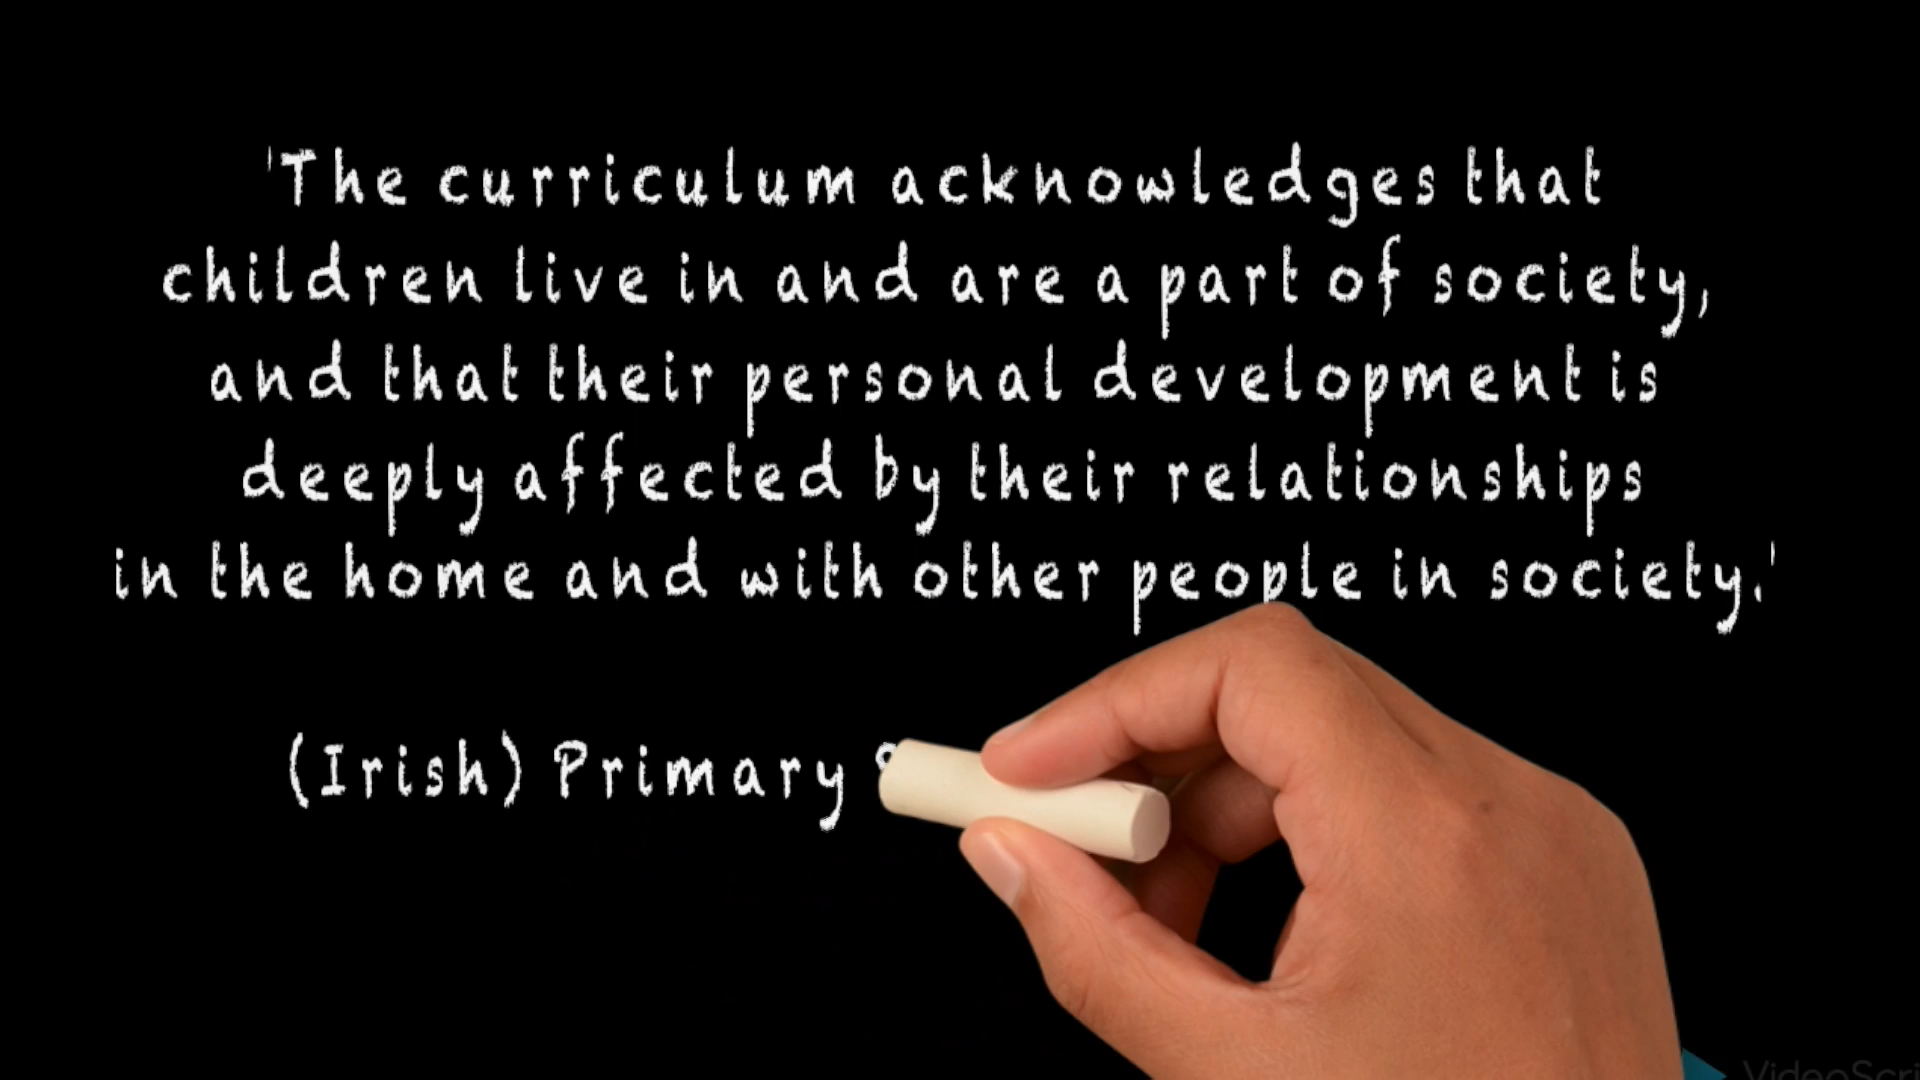 'The curriculum acknowledges that
children live in and are a part of society,
and that their personal development is
deeply affected by their relationships
in the home and with other people in society.'
(Irish) Primary